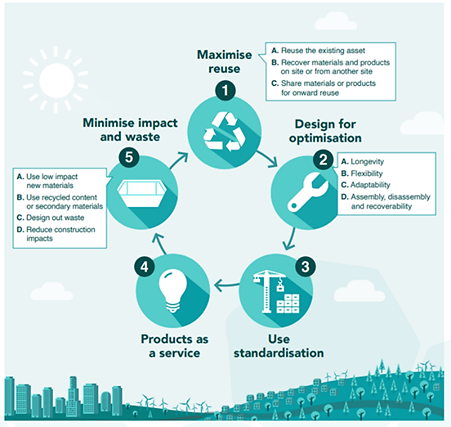 Maximise
reuse
1
A. Reuse the existing asset
B. Recover materials and products
on site or from another site
C. Share materials or products
for onward reuse
Design for
optimisation
2
A. Longevity
B. Flexibility
C. Adaptability
D. Assembly, disassembly
and recoverability
3
Use
standardisation
4
Products as
a service
Minimise impact
and waste
5
A. Use low impact
new materials
B. Use recycled content
or secondary materials
C. Design out waste
D. Reduce construction
impacts